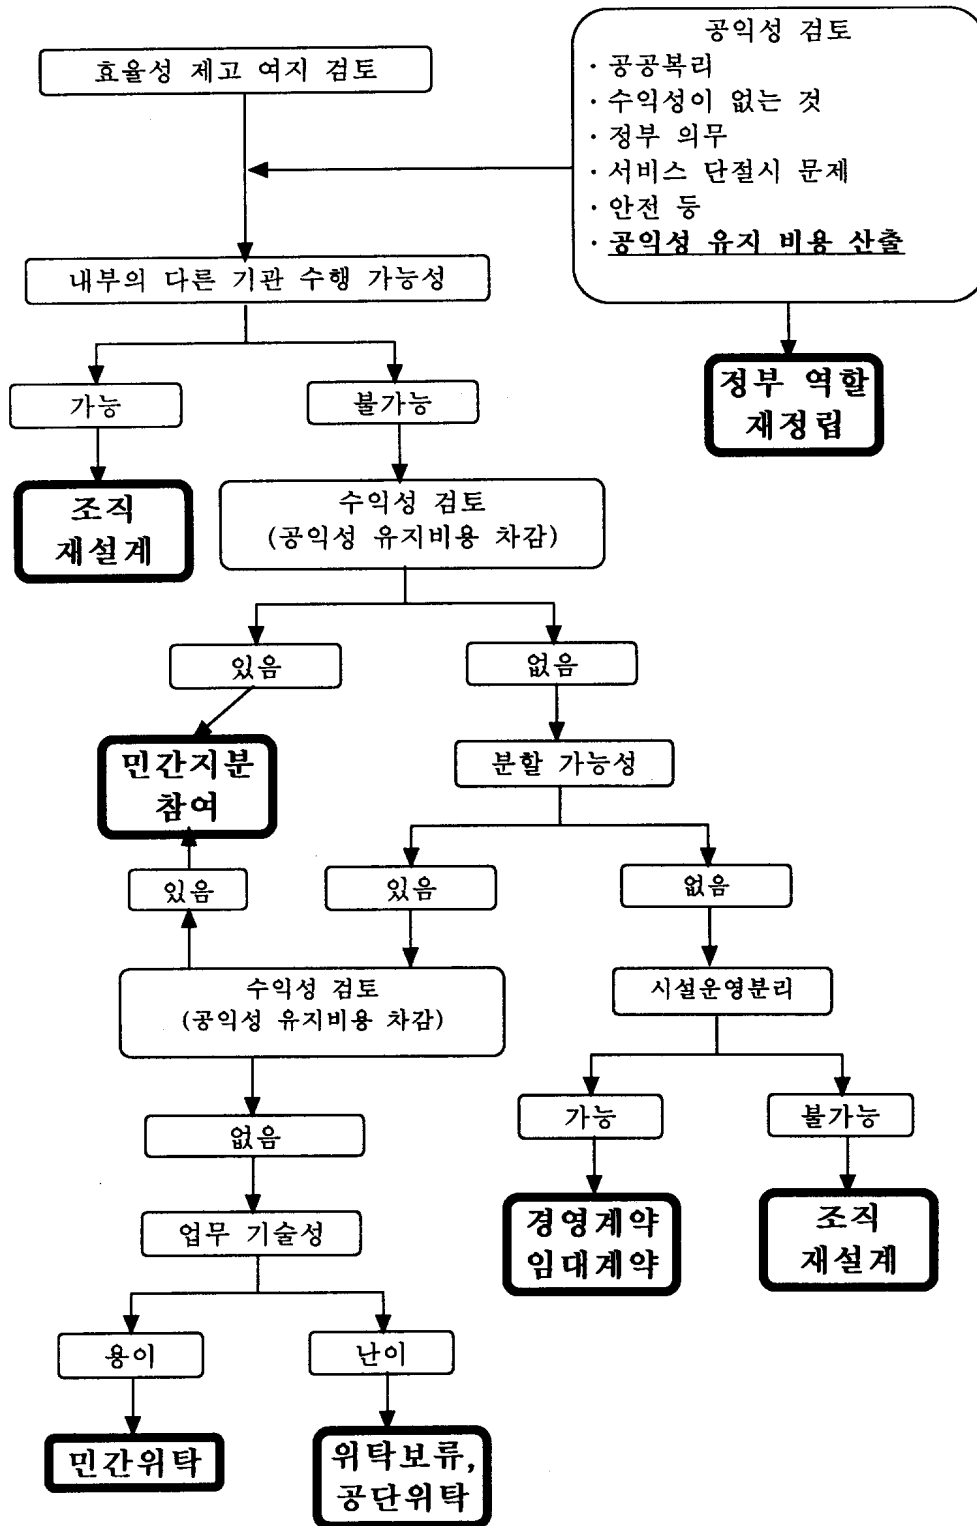 효율성 제고 여지 검토
공익성 검토
· 공공복리
· 수익성이 없는 것
· 정부 의무
· 서비스 단절시 문제
· 안전 등
· 공익성 유지 비용 산출
내부의 다른 기관 수행 가능성
정부 역할
재정립
가능
불가능
조직
재설계
수익성 검토
(공익성 유지비용 차감)
있음
없음
민간지분
참여
분할 가능성
있음
있음
없음
수익성 검토
(공익성 유지비용 차감)
시설운영분리
가능
불가능
없음
경영계약
임대계약
조직
재설계
업무 기술성
용이
난이
민간위탁
위탁보류,
공단위탁